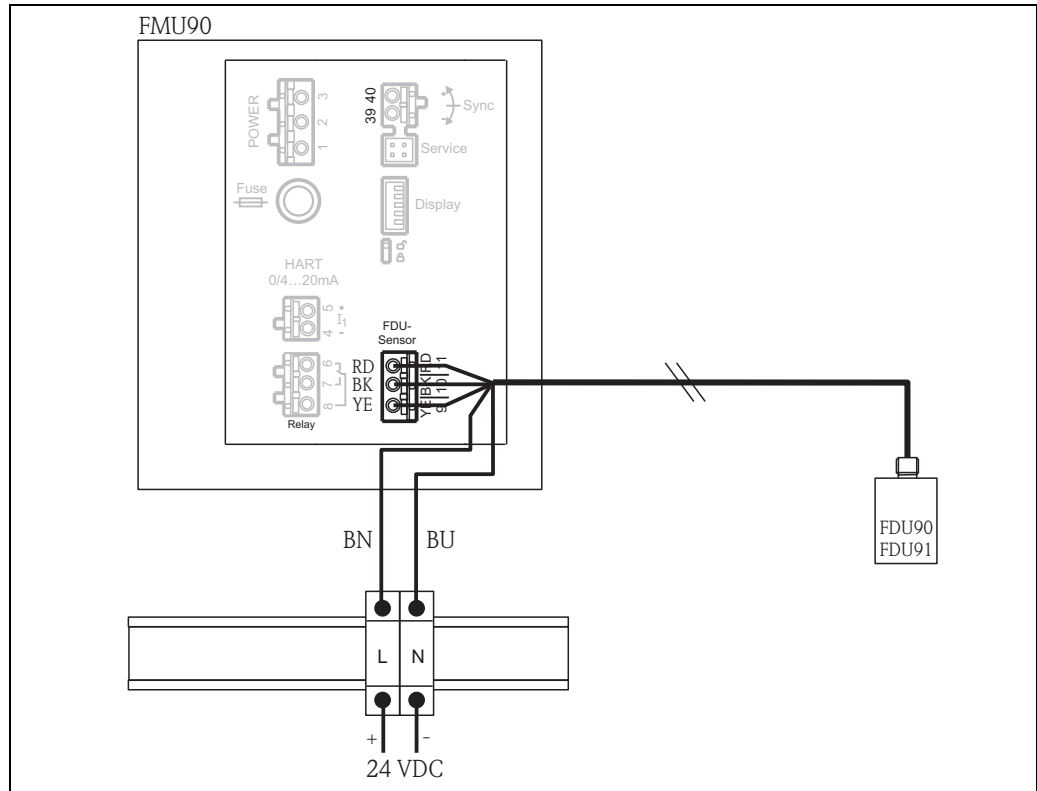 FMU90
POWER
3
2
1
39 40
Sync
Service
Fuse
Display
HART
0/4...20mA
5 +
I1
4 -
FDU-
Sensor
6
7
8
Relay
RD
BK
YE
RD 11
BK 10
YE 9
FDU90
FDU91
BN
BU
L
N
+
-
24 VDC